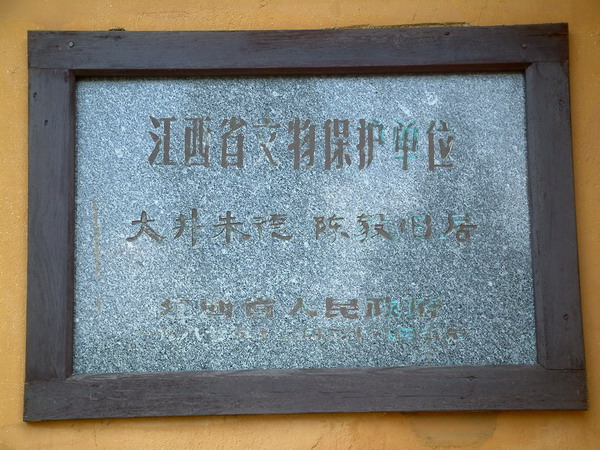 江西省文物保护单位
大井朱德 陈毅旧居
江西省人民政府